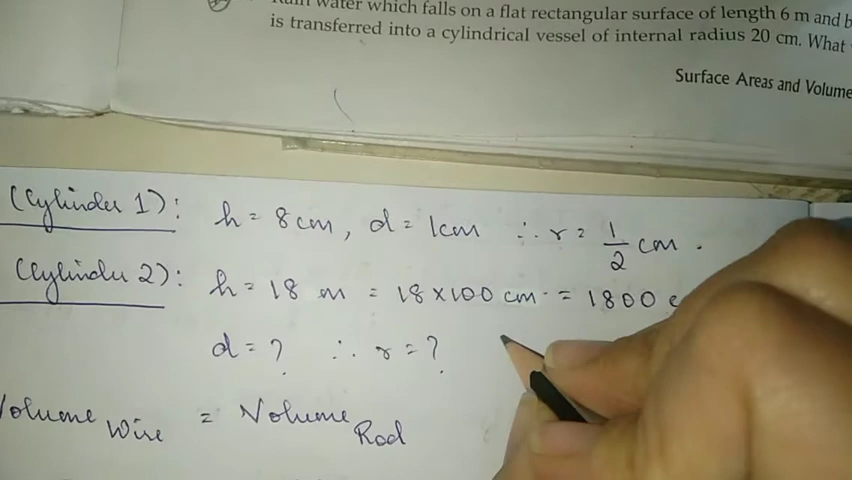 Rain water which falls on a flat rectangular surface of length 6 m and b
is transferred into a cylindrical vessel of internal radius 20 cm. What
Surface Areas and Volume
(Cylinder 1): h = 8cm, d = 1cm ∴ r = 1/2 cm.
(Cylinder 2): h = 18 m = 18×100 cm = 1800 c
d = ? ∴ r = ?
Volume Wire = Volume Rod